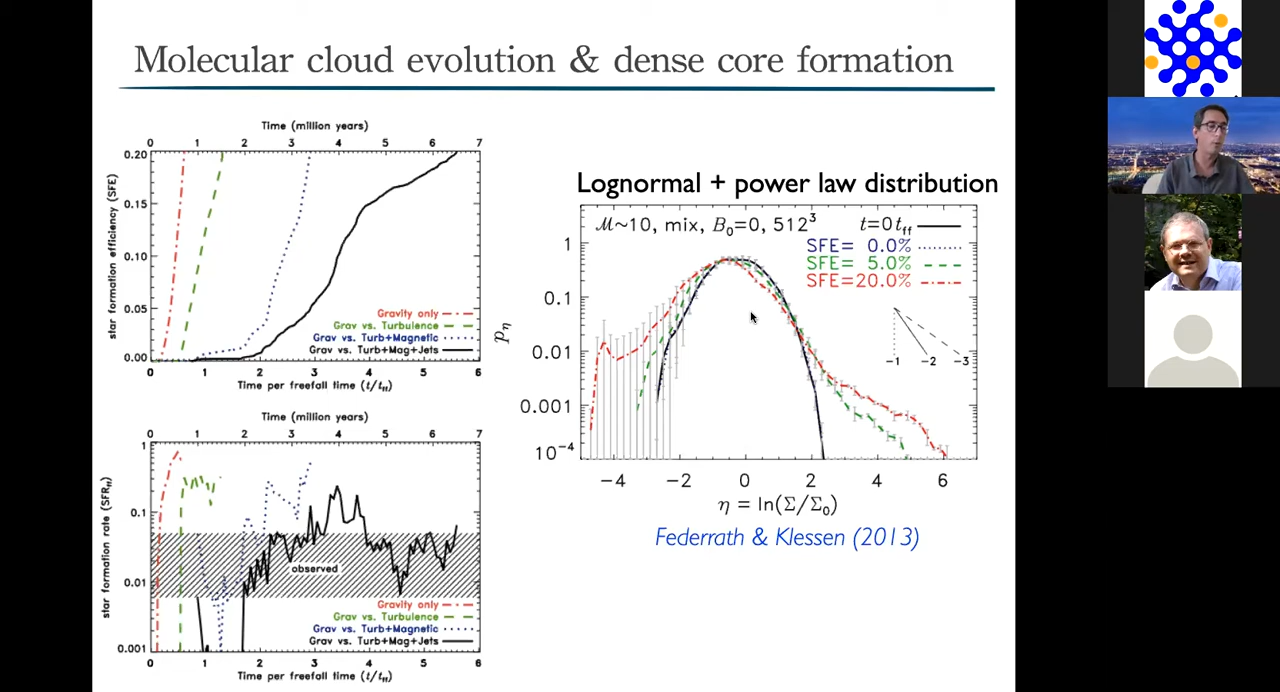 Molecular cloud evolution & dense core formation
Time (million years)
0 1 2 3 4 5 6 7
0.20
0.15
0.10
0.05
0.00
star formation efficiency (SFE)
Gravity only
Grav vs. Turbulence
Grav vs. Turb+Magnetic
Grav vs. Turb+Mag+Jets
0 1 2 3 4 5 6
Time per freefall time (t/tff)
Time (million years)
0 1 2 3 4 5 6 7
1
0.1
0.01
0.001
star formation rate (SFRff)
observed
Gravity only
Grav vs. Turbulence
Grav vs. Turb+Magnetic
Grav vs. Turb+Mag+Jets
0 1 2 3 4 5 6
Time per freefall time (t/tff)
Lognormal + power law distribution
ℳ~10, mix, B₀=0, 512³
t=0 tff
SFE= 0.0%
SFE= 5.0%
SFE=20.0%
−1 −2 −3
1
0.1
0.01
0.001
10⁻⁴
pη
−4 −2 0 2 4 6
η = ln(Σ/Σ₀)
Federrath & Klessen (2013)